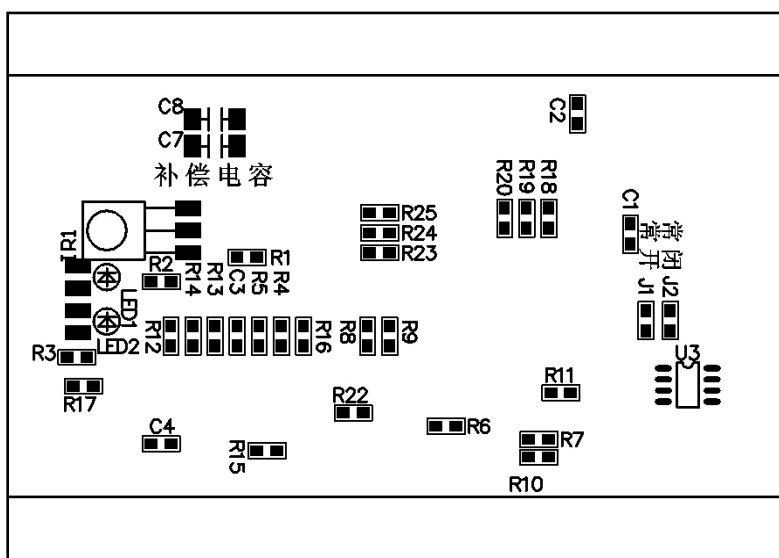 C8
C7
补偿电容
C2
R20
R19
R18
C1
常闭
常开
IR1
R25
R24
R23
R1
R2
R14
R13
C3
R5
R4
LED1
LED2
J1
J2
R12
R16
R8
R9
U3
R3
R17
R11
R22
R6
C4
R15
R7
R10